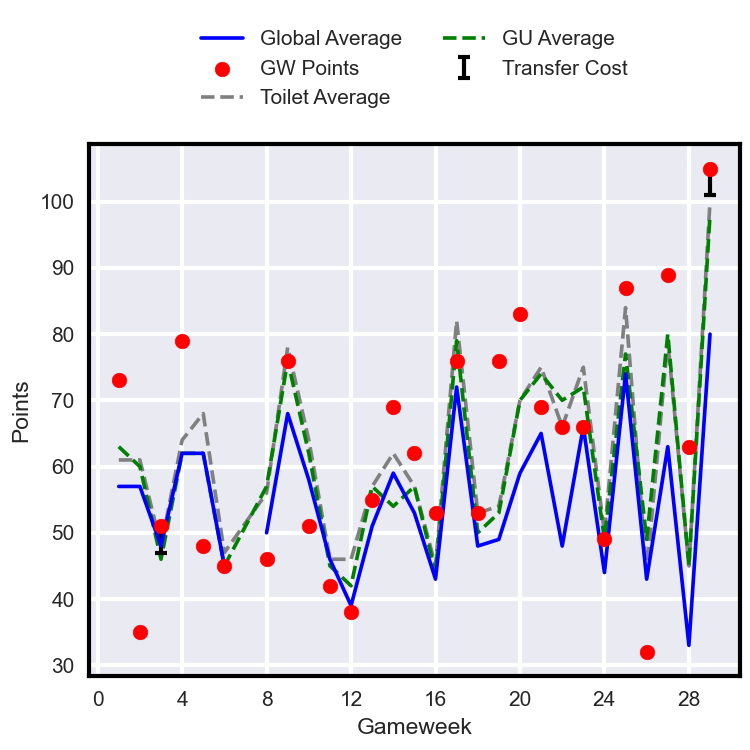 Global Average
GW Points
Toilet Average
GU Average
Transfer Cost
100
90
80
70
60
50
40
30
Points
0 4 8 12 16 20 24 28
Gameweek